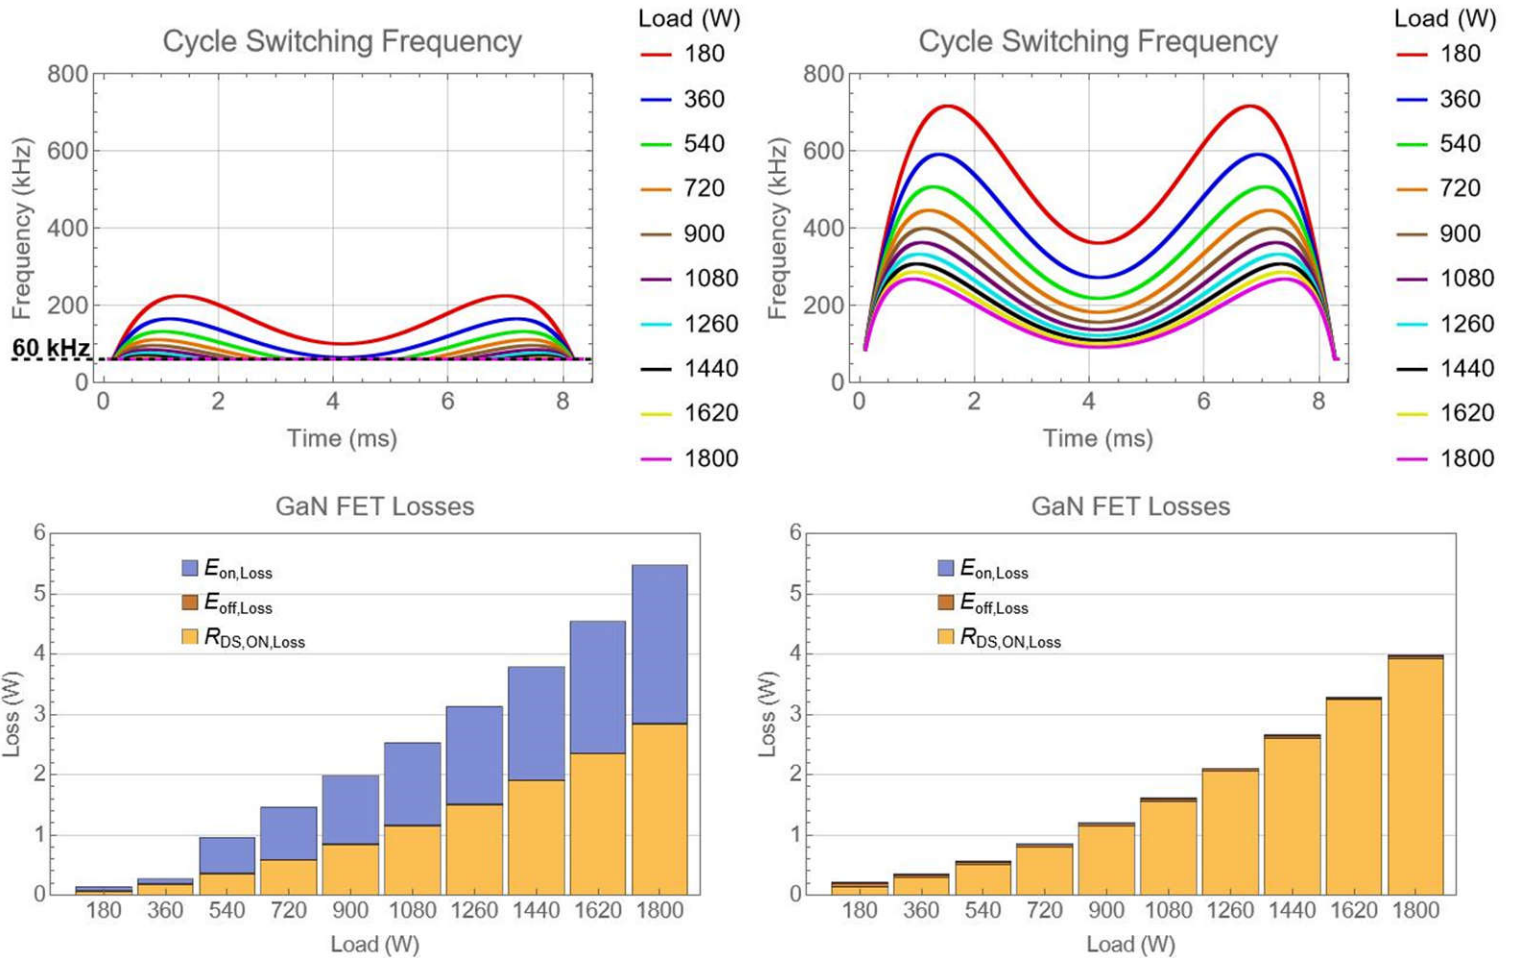 Cycle Switching Frequency
Frequency (kHz)
800
600
400
200
0
60 kHz
0 2 4 6 8
Time (ms)
Load (W)
180
360
540
720
900
1080
1260
1440
1620
1800
Cycle Switching Frequency
Frequency (kHz)
800
600
400
200
0
0 2 4 6 8
Time (ms)
Load (W)
180
360
540
720
900
1080
1260
1440
1620
1800
GaN FET Losses
Loss (W)
6
5
4
3
2
1
0
Eon,Loss
Eoff,Loss
RDS,ON,Loss
180 360 540 720 900 1080 1260 1440 1620 1800
Load (W)
GaN FET Losses
Loss (W)
6
5
4
3
2
1
0
Eon,Loss
Eoff,Loss
RDS,ON,Loss
180 360 540 720 900 1080 1260 1440 1620 1800
Load (W)